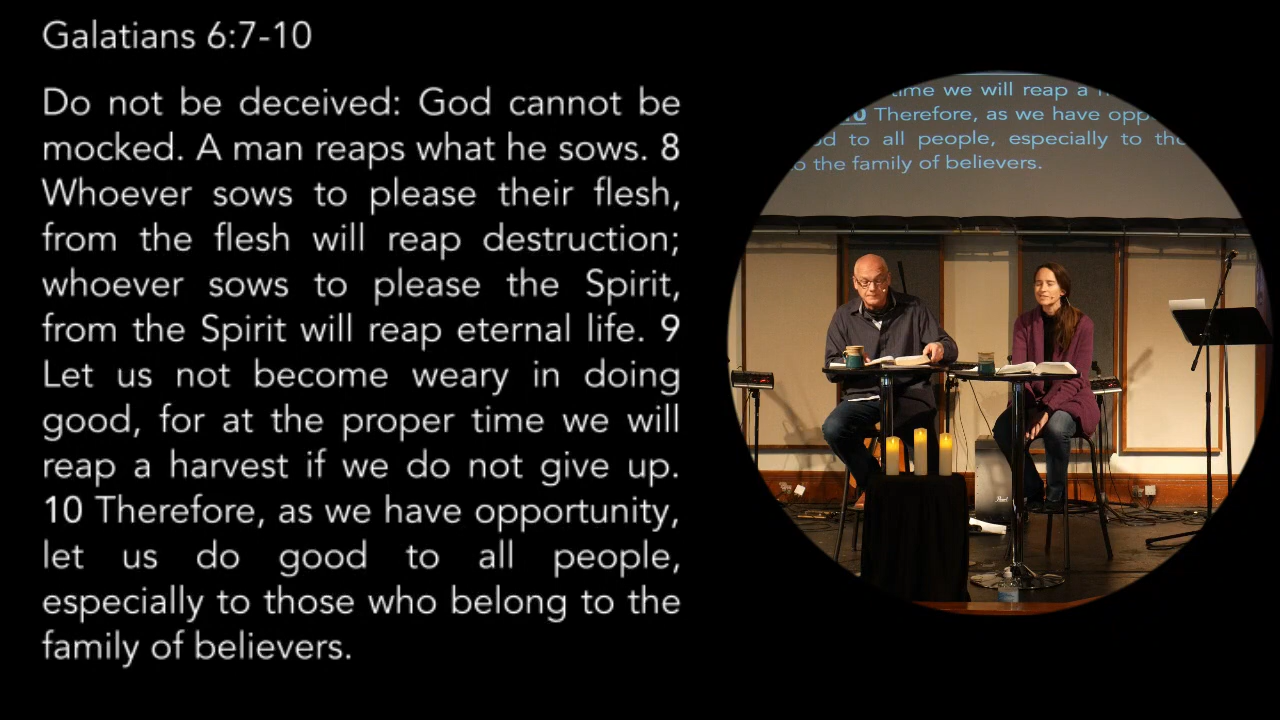 Galatians 6:7-10
Do not be deceived: God cannot be
mocked. A man reaps what he sows. 8
Whoever sows to please their flesh,
from the flesh will reap destruction;
whoever sows to please the Spirit,
from the Spirit will reap eternal life. 9
Let us not become weary in doing
good, for at the proper time we will
reap a harvest if we do not give up.
10 Therefore, as we have opportunity,
let us do good to all people,
especially to those who belong to the
family of believers.
we will reap a
Therefore, as we have
to all people, especially to
the family of believers.